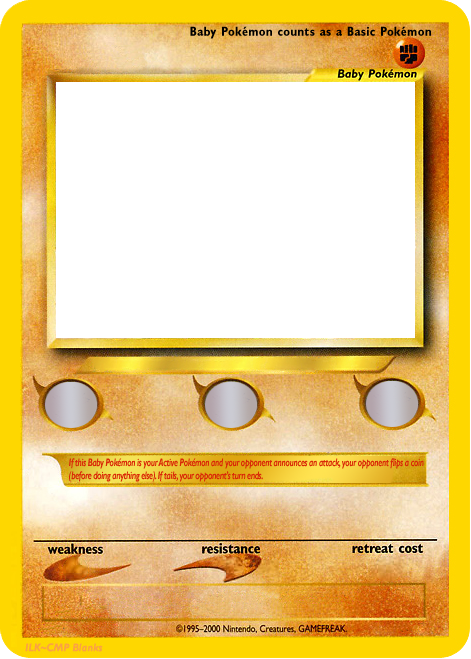 Baby Pokémon counts as a Basic Pokémon
Baby Pokémon
If this Baby Pokémon is your Active Pokémon and your opponent announces an attack, your opponent flips a coin
(before doing anything else). If tails, your opponent's turn ends.
weakness resistance retreat cost
©1995–2000 Nintendo, Creatures, GAMEFREAK.
ILK~CMP Blanks